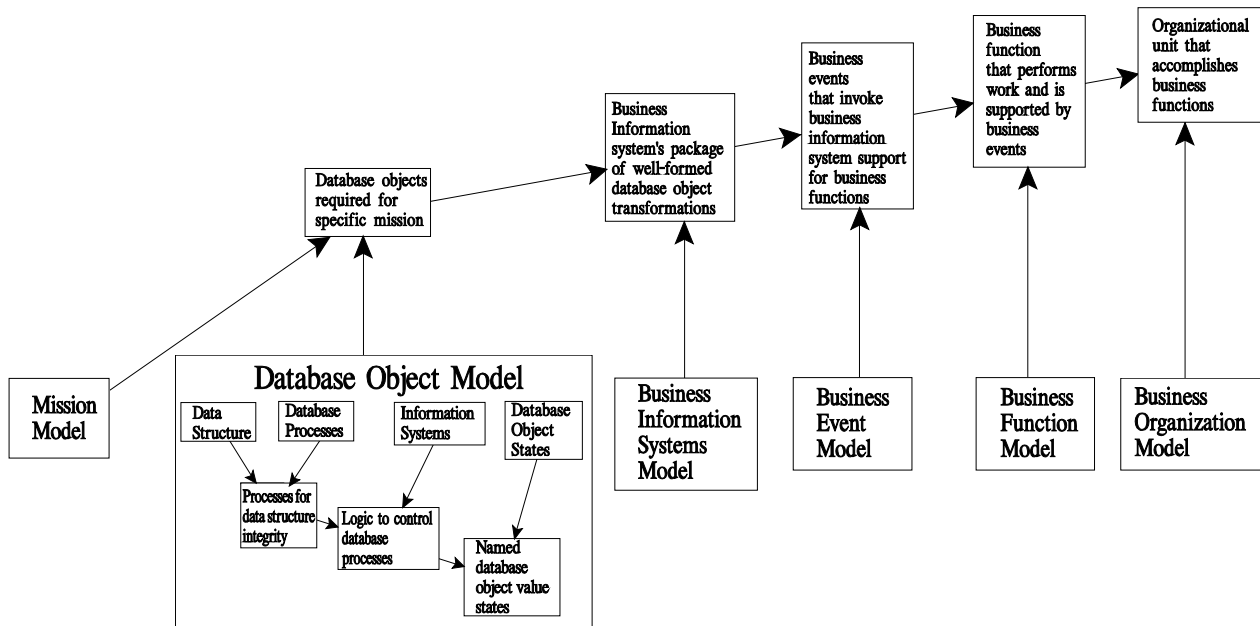 Organizational
unit that
accomplishes
business
functions
Business
function
that performs
work and is
supported by
business
events
Business
events
that invoke
business
information
system support
for business
functions
Business
Information
system's package
of well-formed
database object
transformations
Database objects
required for
specific mission
Mission
Model
Database Object Model
Data
Structure
Database
Processes
Information
Systems
Database
Object
States
Processes for
data structure
integrity
Logic to control
database
processes
Named
database
object value
states
Business
Information
Systems
Model
Business
Event
Model
Business
Function
Model
Business
Organization
Model